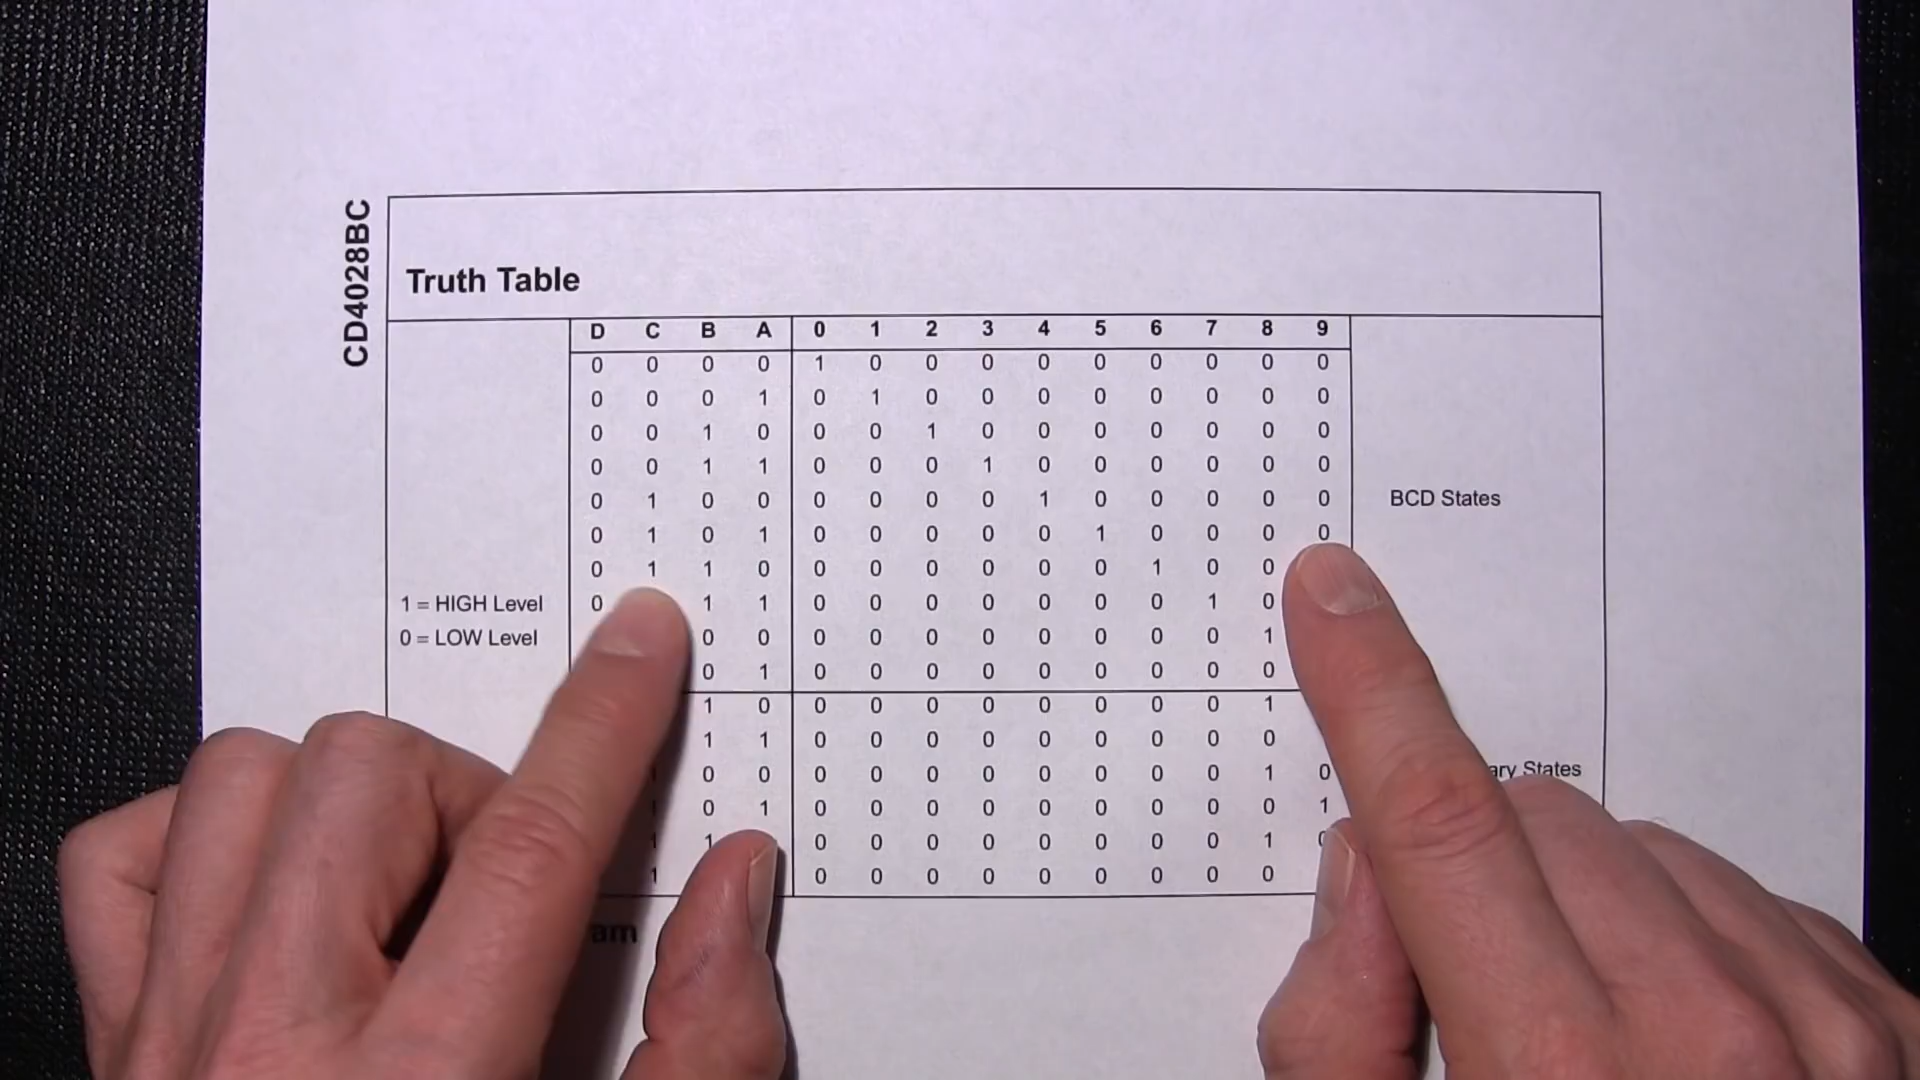 CD4028BC
Truth Table
D C B A 0 1 2 3 4 5 6 7 8 9
0 0 0 0 1 0 0 0 0 0 0 0 0 0
0 0 0 1 0 1 0 0 0 0 0 0 0 0
0 0 1 0 0 0 1 0 0 0 0 0 0 0
0 0 1 1 0 0 0 1 0 0 0 0 0 0
0 1 0 0 0 0 0 0 1 0 0 0 0 0 BCD States
0 1 0 1 0 0 0 0 0 1 0 0 0 0
0 1 1 0 0 0 0 0 0 0 1 0 0
1 = HIGH Level 0 1 1 0 0 0 0 0 0 0 1 0
0 = LOW Level 0 0 0 0 0 0 0 0 0 0 1
0 1 0 0 0 0 0 0 0 0 0
1 0 0 0 0 0 0 0 0 0 1
1 1 0 0 0 0 0 0 0 0 0
1 0 0 0 0 0 0 0 0 0 0 1 0 States
1 0 1 0 0 0 0 0 0 0 0 0 1
1 1 0 0 0 0 0 0 0 0 1 0
1 0 0 0 0 0 0 0 0 0